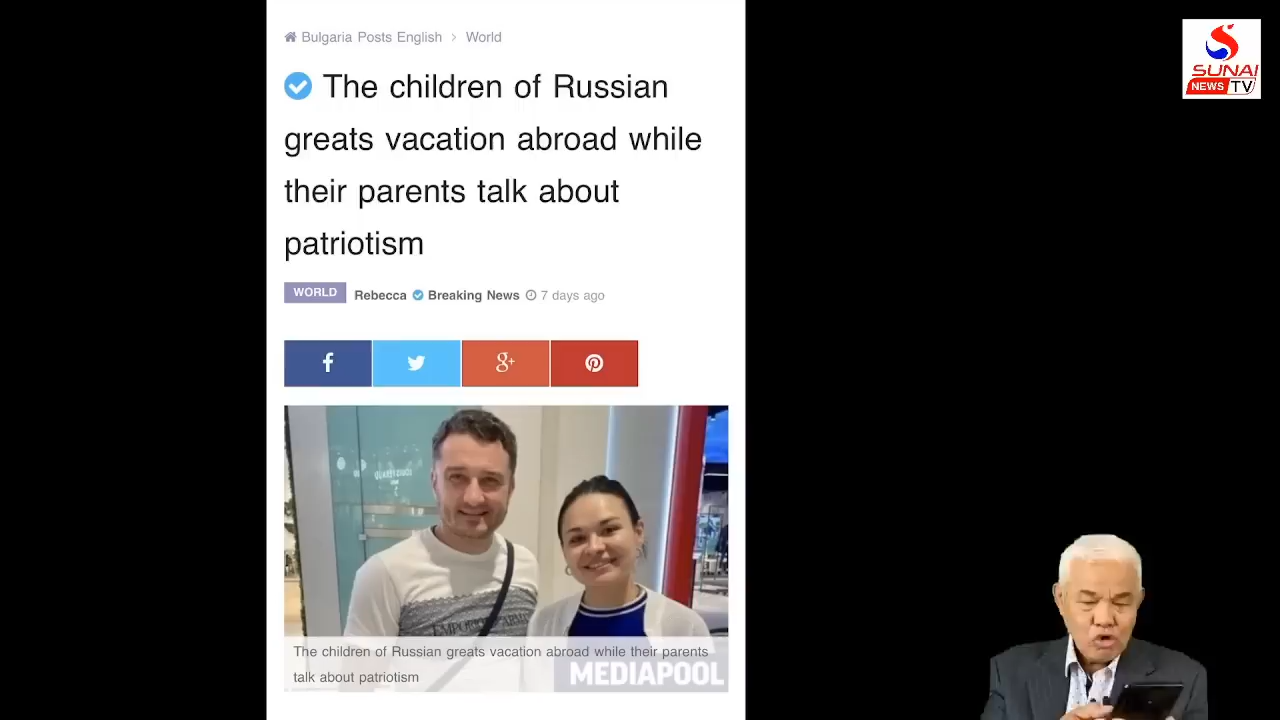 Bulgaria Posts English > World
The children of Russian
greats vacation abroad while
their parents talk about
patriotism
WORLD Rebecca Breaking News 7 days ago
f g+
EMPORIO ARMA
The children of Russian greats vacation abroad while their parents
talk about patriotism
MEDIAPOOL
SUNAI
NEWS TV